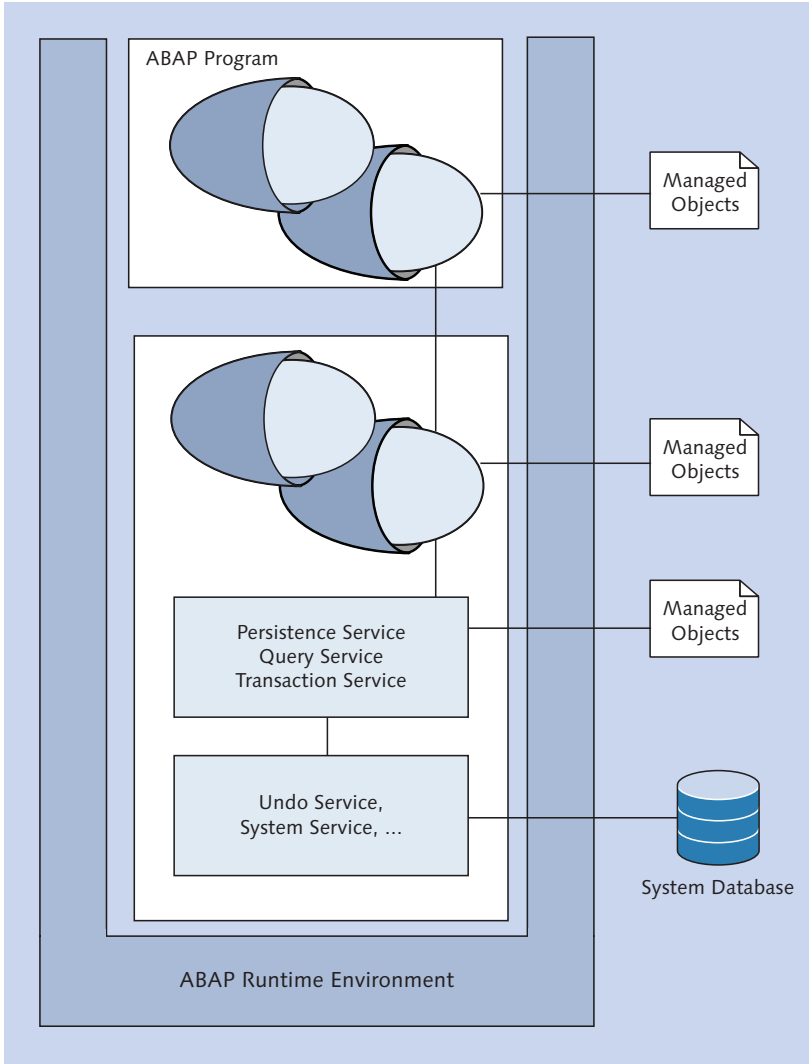 ABAP Program
Managed
Objects
Managed
Objects
Managed
Objects
Persistence Service
Query Service
Transaction Service
Undo Service,
System Service, ...
System Database
ABAP Runtime Environment